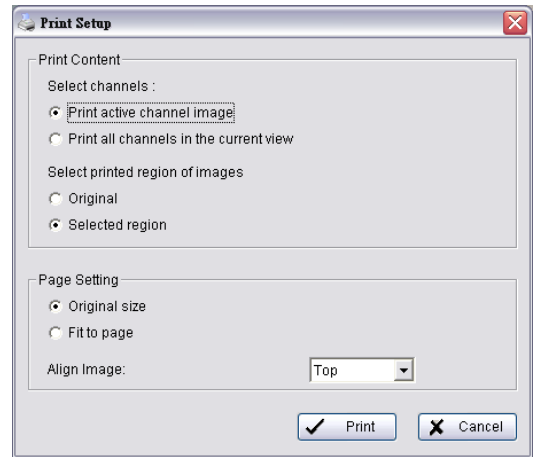 Print Setup
Print Content
Select channels :
Print active channel image
Print all channels in the current view
Select printed region of images
Original
Selected region
Page Setting
Original size
Fit to page
Align Image: Top
Print Cancel